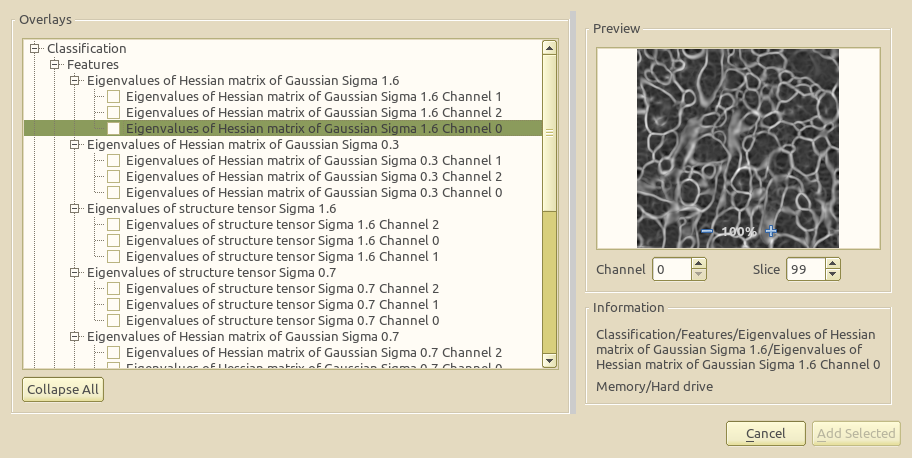 Overlays
Classification
Features
Eigenvalues of Hessian matrix of Gaussian Sigma 1.6
Eigenvalues of Hessian matrix of Gaussian Sigma 1.6 Channel 1
Eigenvalues of Hessian matrix of Gaussian Sigma 1.6 Channel 2
Eigenvalues of Hessian matrix of Gaussian Sigma 1.6 Channel 0
Eigenvalues of Hessian matrix of Gaussian Sigma 0.3
Eigenvalues of Hessian matrix of Gaussian Sigma 0.3 Channel 1
Eigenvalues of Hessian matrix of Gaussian Sigma 0.3 Channel 2
Eigenvalues of Hessian matrix of Gaussian Sigma 0.3 Channel 0
Eigenvalues of structure tensor Sigma 1.6
Eigenvalues of structure tensor Sigma 1.6 Channel 2
Eigenvalues of structure tensor Sigma 1.6 Channel 0
Eigenvalues of structure tensor Sigma 1.6 Channel 1
Eigenvalues of structure tensor Sigma 0.7
Eigenvalues of structure tensor Sigma 0.7 Channel 2
Eigenvalues of structure tensor Sigma 0.7 Channel 1
Eigenvalues of structure tensor Sigma 0.7 Channel 0
Eigenvalues of Hessian matrix of Gaussian Sigma 0.7
Eigenvalues of Hessian matrix of Gaussian Sigma 0.7 Channel 2
Eigenvalues of Hessian matrix of Gaussian Sigma 0.7 Channel 0
Collapse All
Preview
100%
Channel 0 Slice 99
Information
Classification/Features/Eigenvalues of Hessian
matrix of Gaussian Sigma 1.6/Eigenvalues of
Hessian matrix of Gaussian Sigma 1.6 Channel 0
Memory/Hard drive
Cancel Add Selected